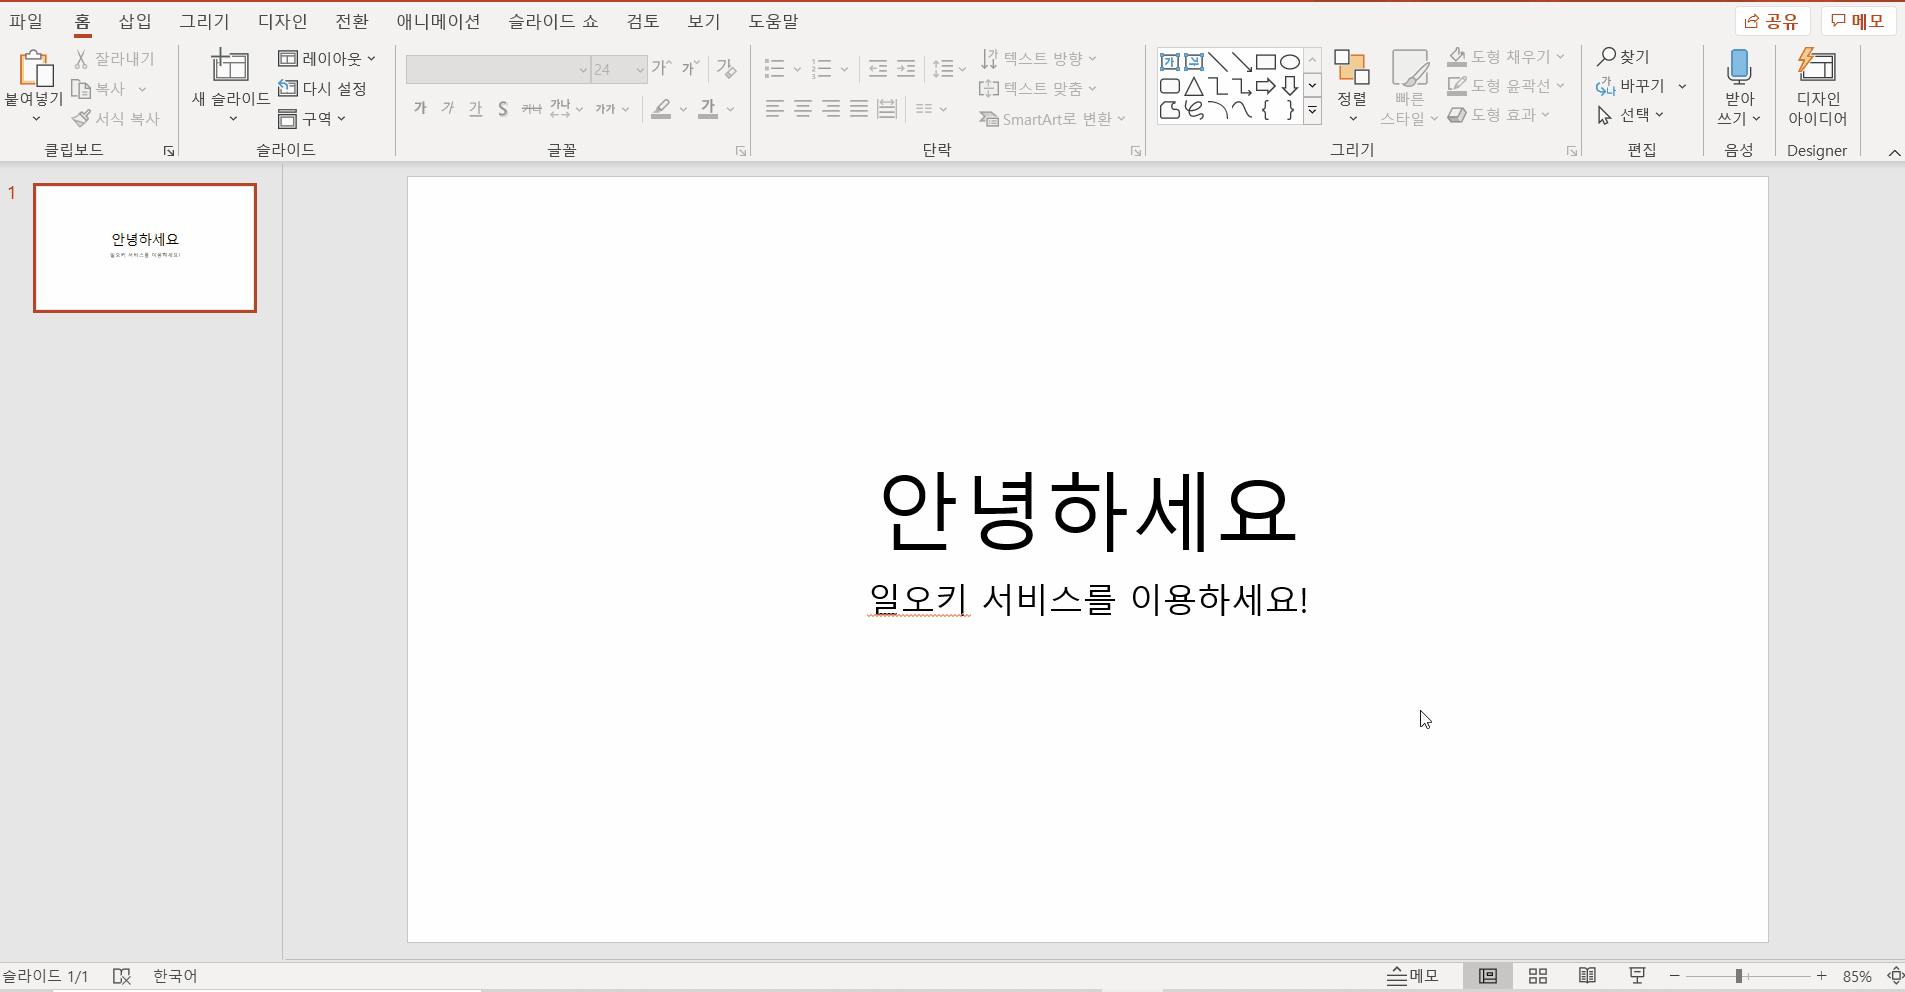 파일 홈 삽입 그리기 디자인 전환 애니메이션 슬라이드 쇼 검토 보기 도움말 공유 메모
붙여넣기
잘라내기
복사
서식 복사
클립보드
새 슬라이드
레이아웃
다시 설정
구역
슬라이드
24
가 가
가 가 가 S 가나 가나 가가 가
글꼴
텍스트 방향
텍스트 맞춤
SmartArt로 변환
단락
정렬
빠른
스타일
도형 채우기
도형 윤곽선
도형 효과
그리기
찾기
바꾸기
선택
편집
받아
쓰기
음성
디자인
아이디어
Designer
1
안녕하세요
일오키 서비스를 이용하세요!
안녕하세요
일오키 서비스를 이용하세요!
슬라이드 1/1 한국어 메모 85%